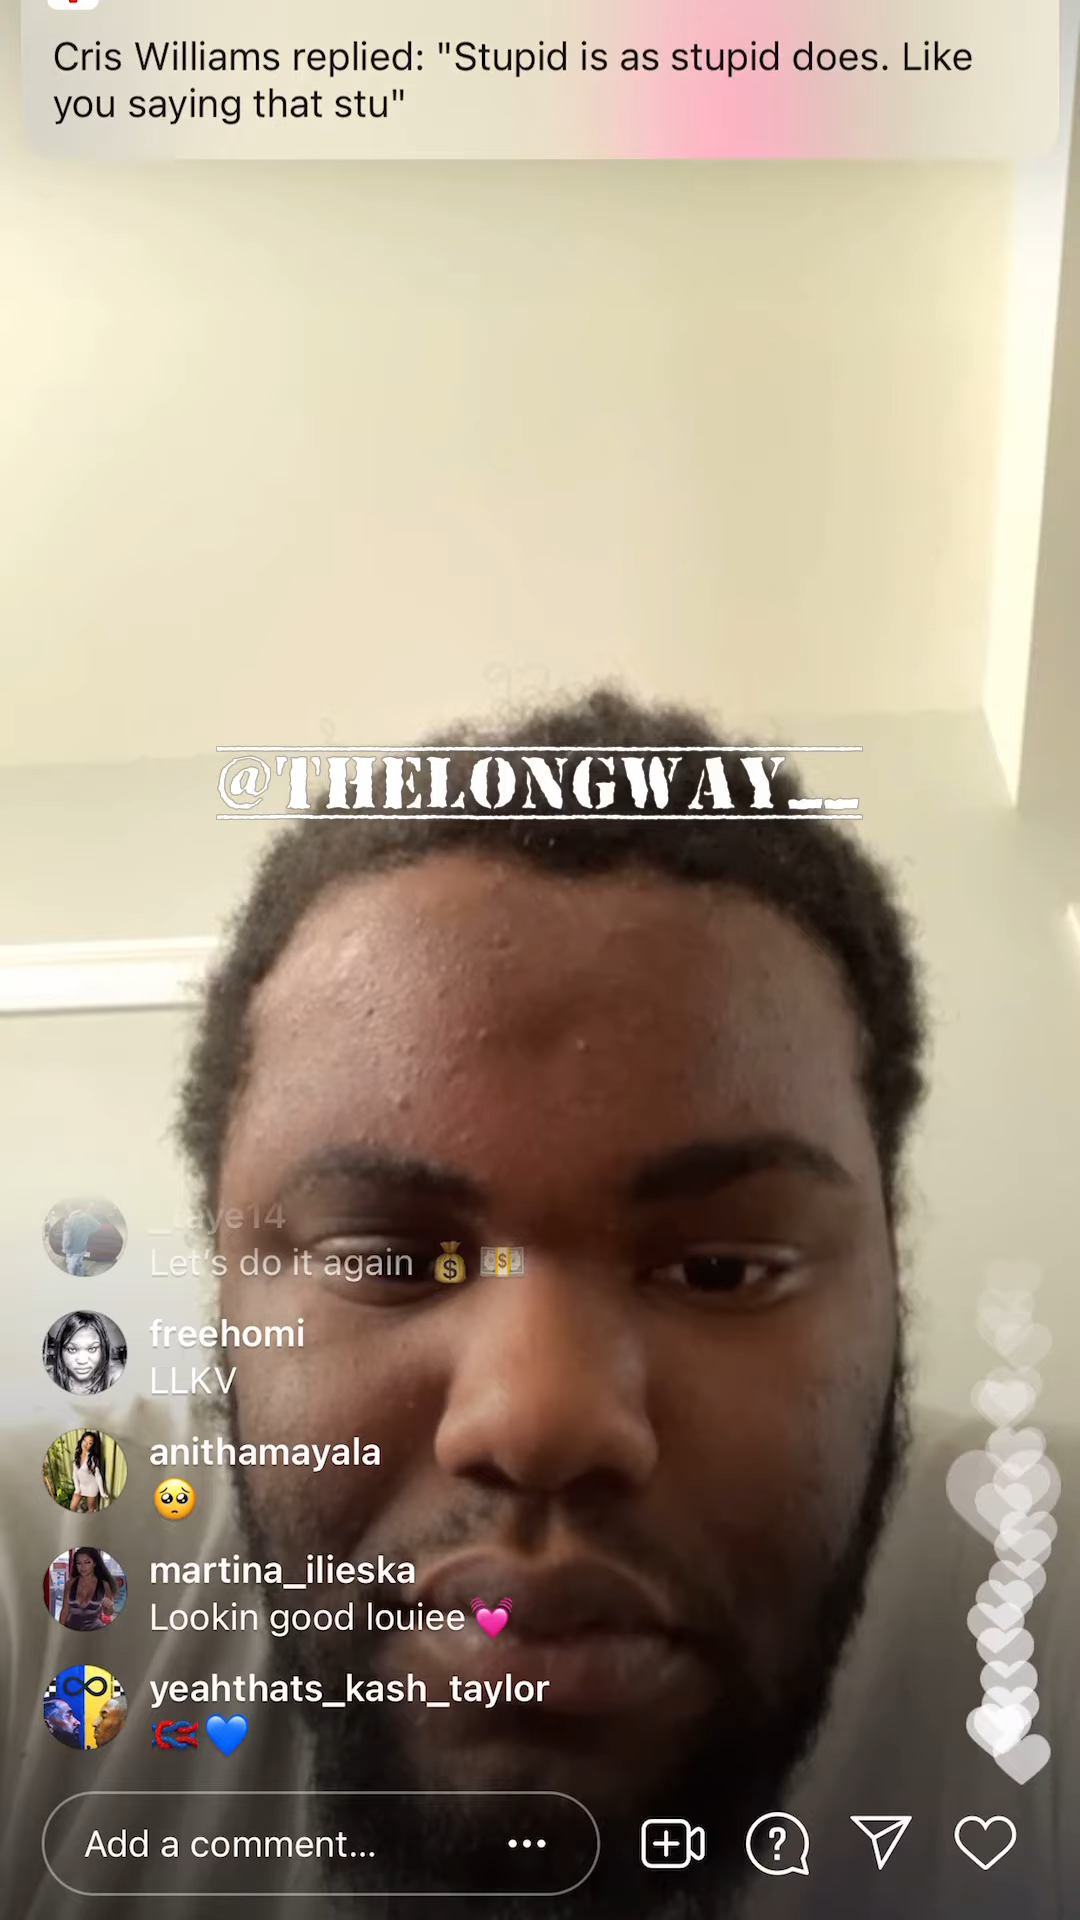 Cris Williams replied: "Stupid is as stupid does. Like
you saying that stu"
@THELONGWAY__
_taye14
Let's do it again 💰 💵
freehomi
LLKV
anithamayala
🥺
martina_ilieska
Lookin good louiee💓
yeahthats_kash_taylor
🪢💙
Add a comment...